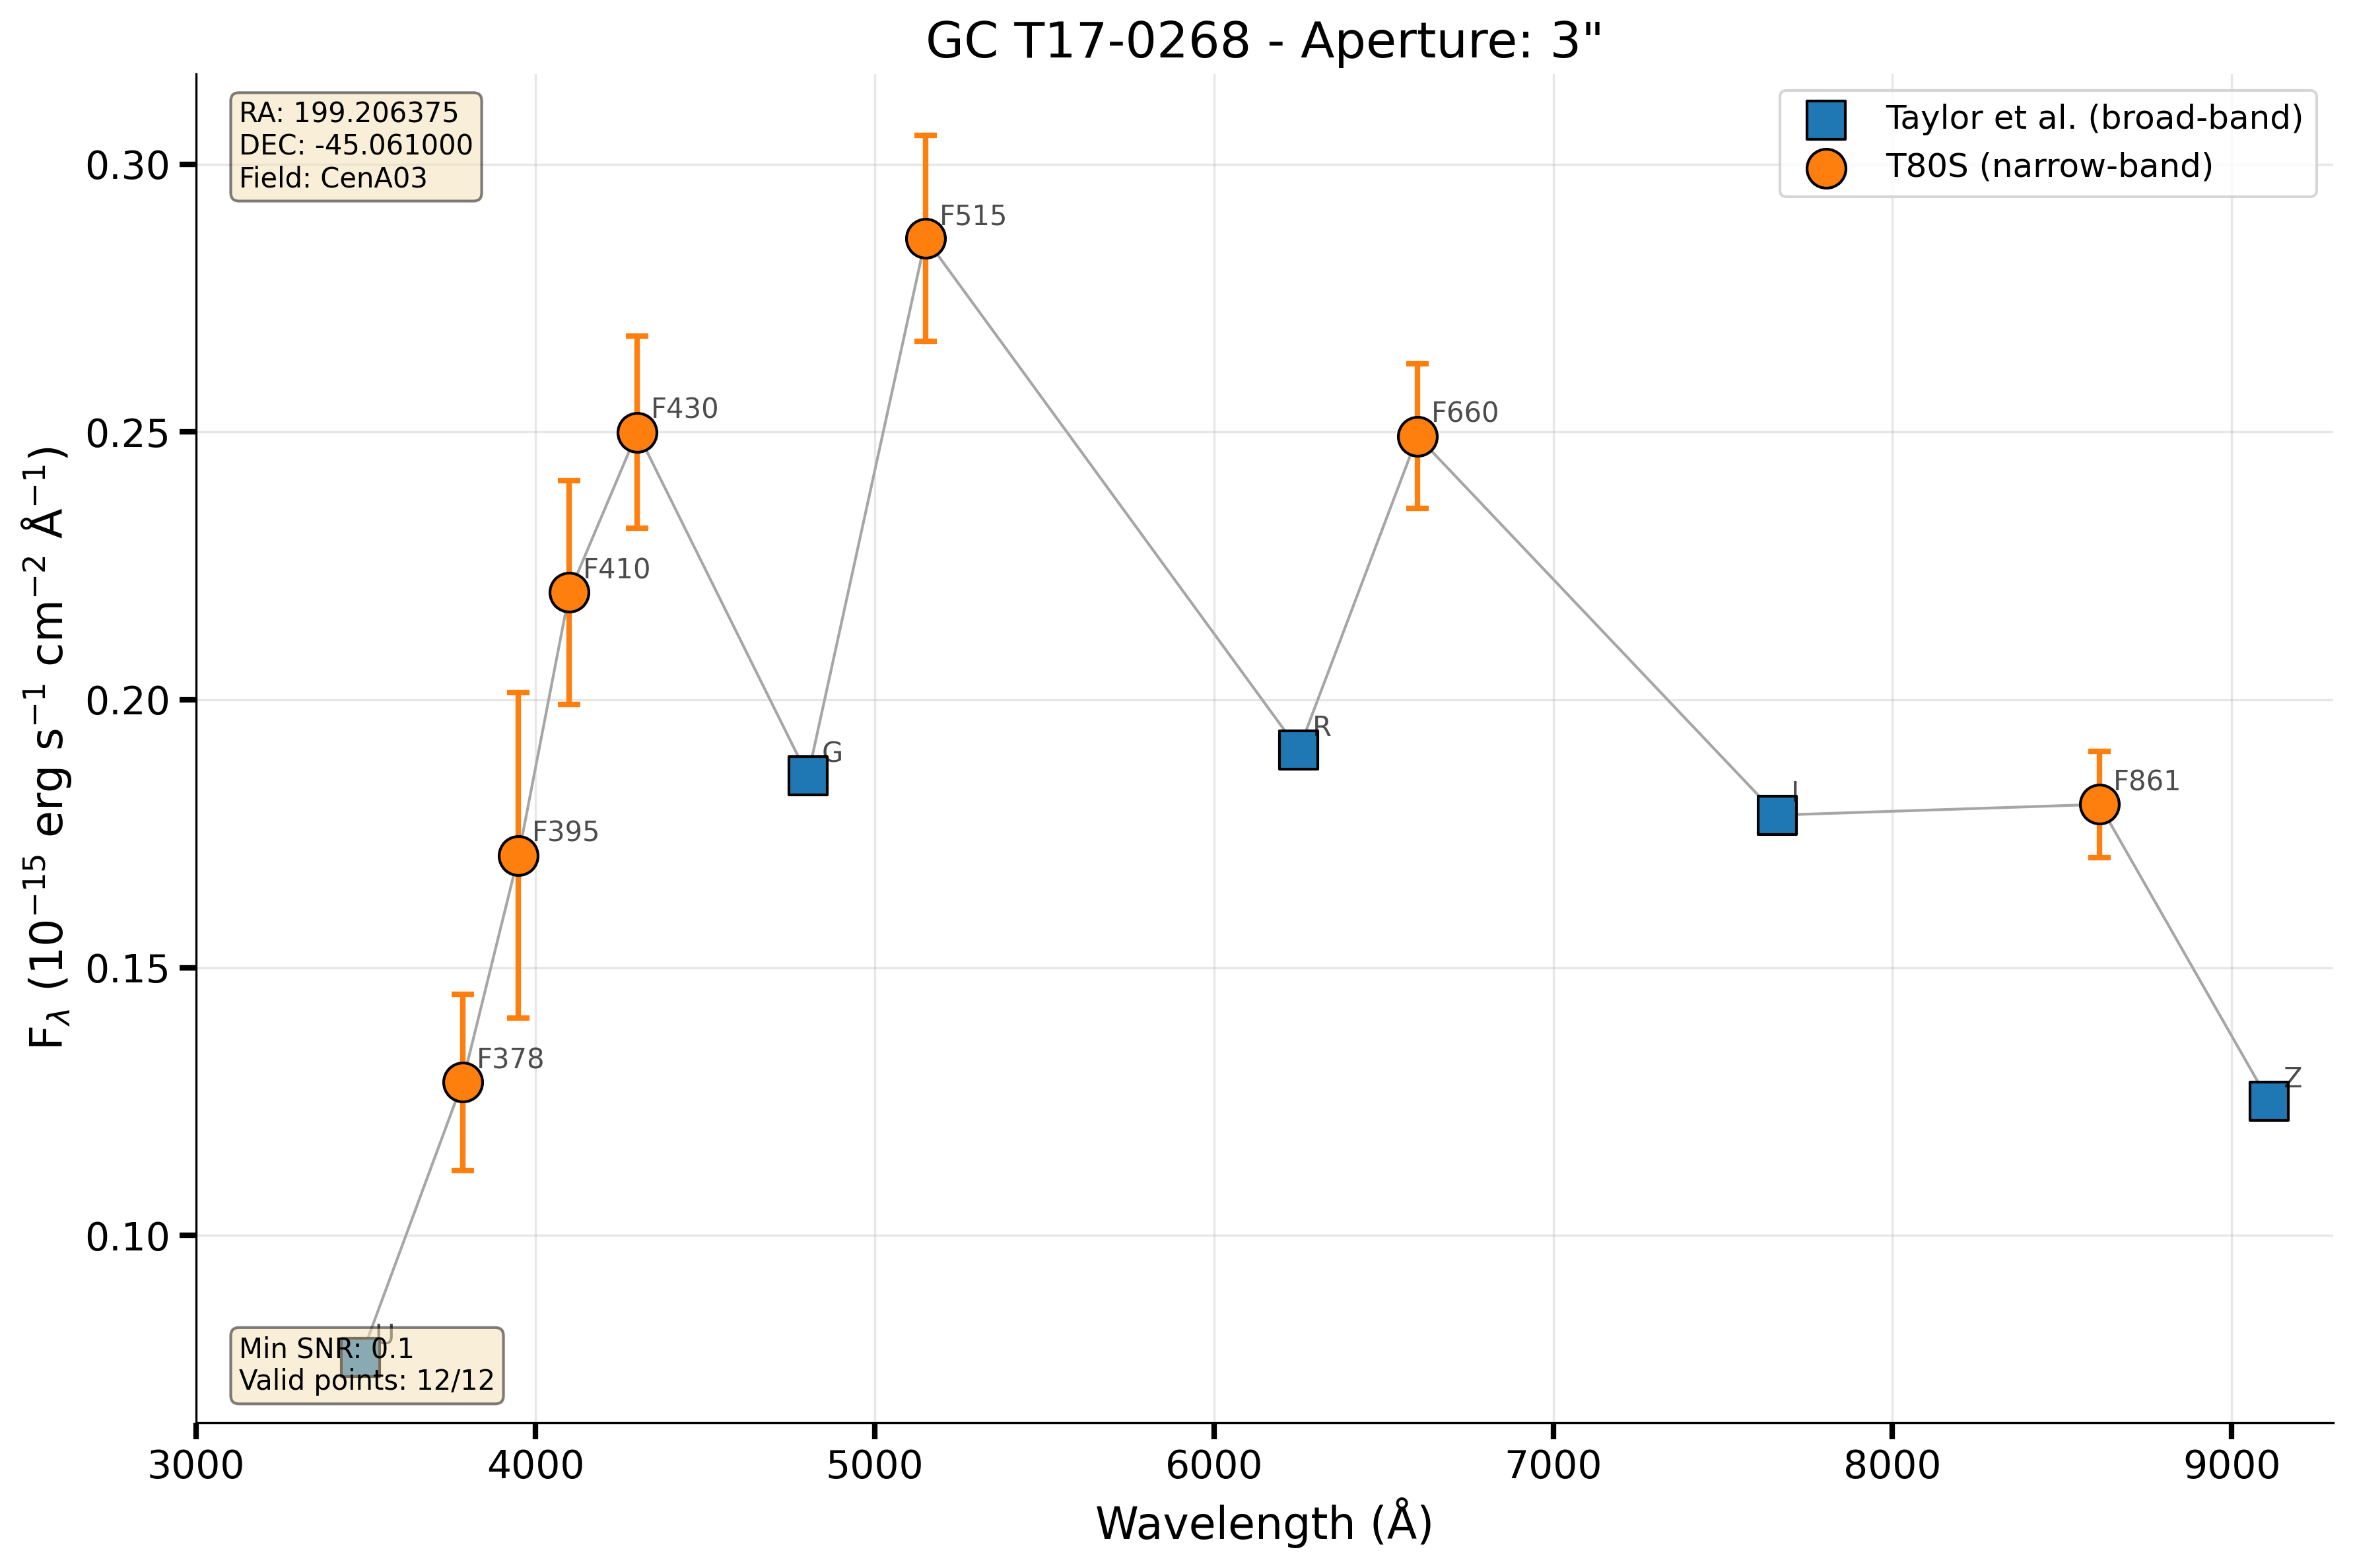 GC T17-0268 - Aperture: 3"
RA: 199.206375
DEC: -45.061000
Field: CenA03
Taylor et al. (broad-band)
T80S (narrow-band)
F515
F430
F660
F410
G
R
F395
I
F861
F378
Z
U
Min SNR: 0.1
Valid points: 12/12
0.30
0.25
0.20
0.15
0.10
F_λ (10⁻¹⁵ erg s⁻¹ cm⁻² Å⁻¹)
3000 4000 5000 6000 7000 8000 9000
Wavelength (Å)